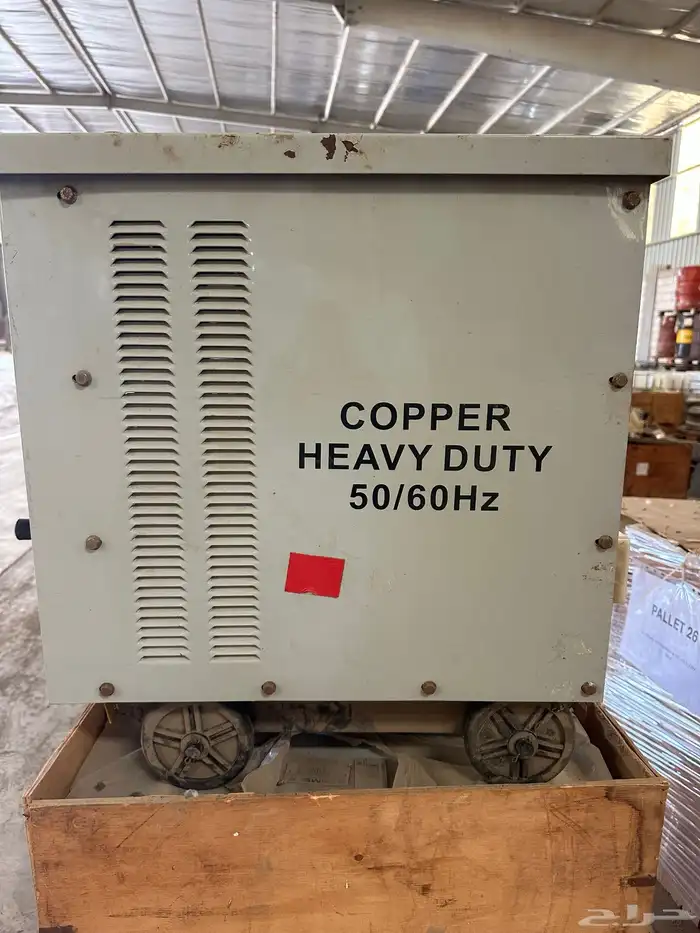 COPPER
HEAVY DUTY
50/60Hz
PALLET 26
حراج